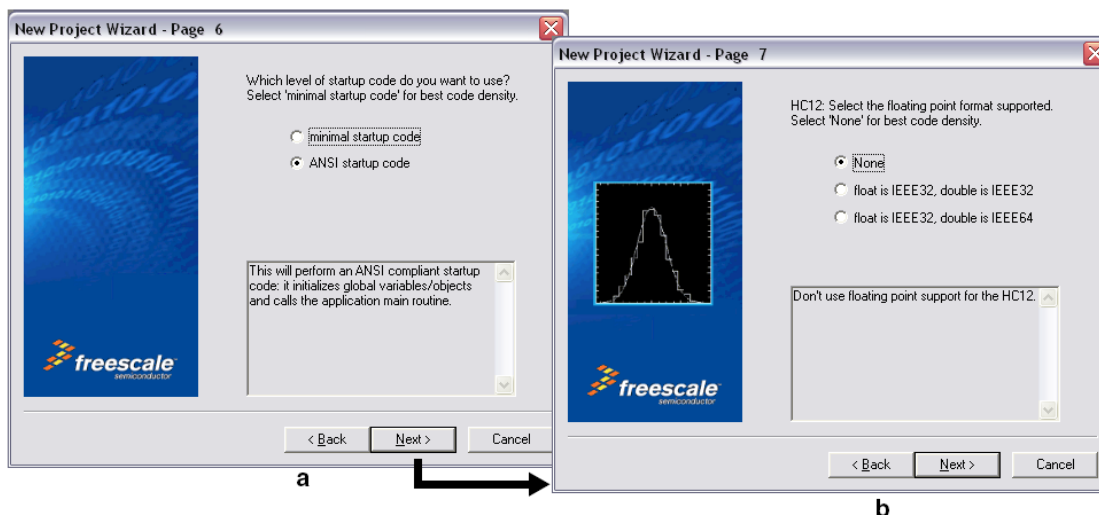 New Project Wizard - Page 6
Which level of startup code do you want to use?
Select 'minimal startup code' for best code density.
minimal startup code
ANSI startup code
This will perform an ANSI compliant startup
code: it initializes global variables/objects
and calls the application main routine.
freescale™
semiconductor
< Back
Next >
Cancel
a
New Project Wizard - Page 7
HC12: Select the floating point format supported.
Select 'None' for best code density.
None
float is IEEE32, double is IEEE32
float is IEEE32, double is IEEE64
Don't use floating point support for the HC12.
freescale™
semiconductor
< Back
Next >
Cancel
b